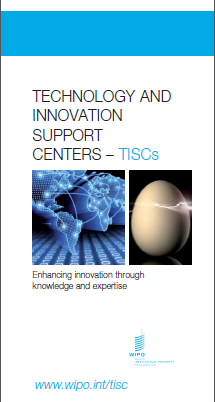 TECHNOLOGY AND
INNOVATION
SUPPORT
CENTERS – TISCs
Enhancing innovation through
knowledge and expertise
WIPO
www.wipo.int/tisc